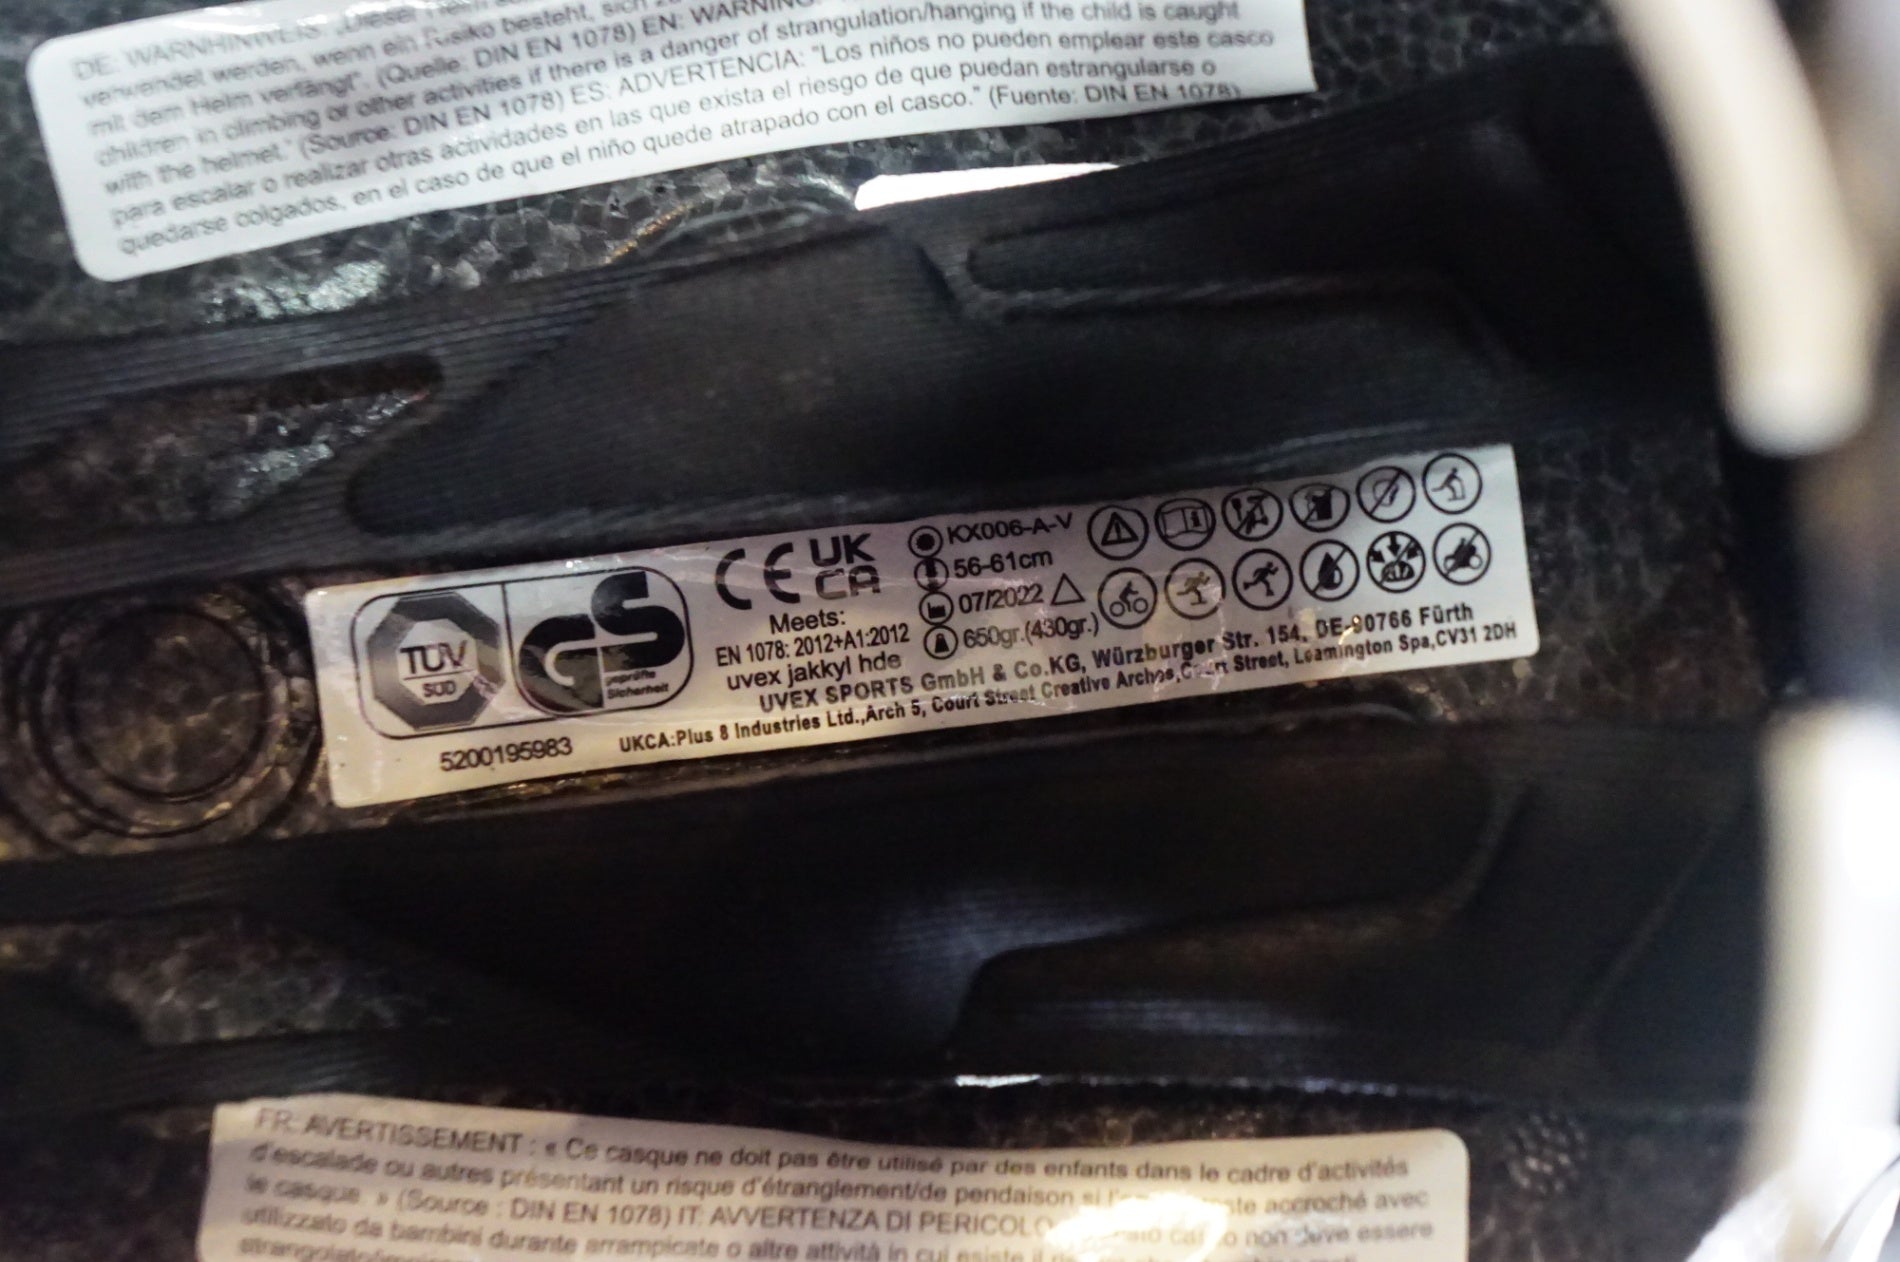 DE: WARNHINWEIS: „Dieser Helm
verwendet werden, wenn ein Risiko besteht, sich
mit dem Helm verfängt“. (Quelle: DIN EN 1078) EN: WARNING:
children in climbing or other activities if there is a danger of strangulation/hanging if the child is caught
with the helmet." (Source: DIN EN 1078) ES: ADVERTENCIA: "Los niños no pueden emplear este casco
para escalar o realizar otras actividades en las que exista el riesgo de que puedan estrangularse o
quedarse colgados, en el caso de que el niño quede atrapado con el casco." (Fuente: DIN EN 1078)
TÜV
SÜD
GS
geprüfte
Sicherheit
5200195983
CE
UK
CA
Meets:
EN 1078: 2012+A1:2012
uvex jakkyl hde
KX006-A-V
56-61cm
07/2022
650gr.(430gr.)
UVEX SPORTS GmbH & Co.KG, Würzburger Str. 154, DE-90766 Fürth
UKCA:Plus 8 Industries Ltd.,Arch 5, Court Street Creative Arches,Court Street, Leamington Spa,CV31 2DH
FR: AVERTISSEMENT : « Ce casque ne doit pas être utilisé par des enfants dans le cadre d'activités
d'escalade ou autres présentant un risque d'étranglement/de pendaison si accroché avec
le casque. » (Source : DIN EN 1078) IT: AVVERTENZA DI PERICOLO non deve essere
utilizzato da bambini durante arrampicate o altre attività in cui esiste il